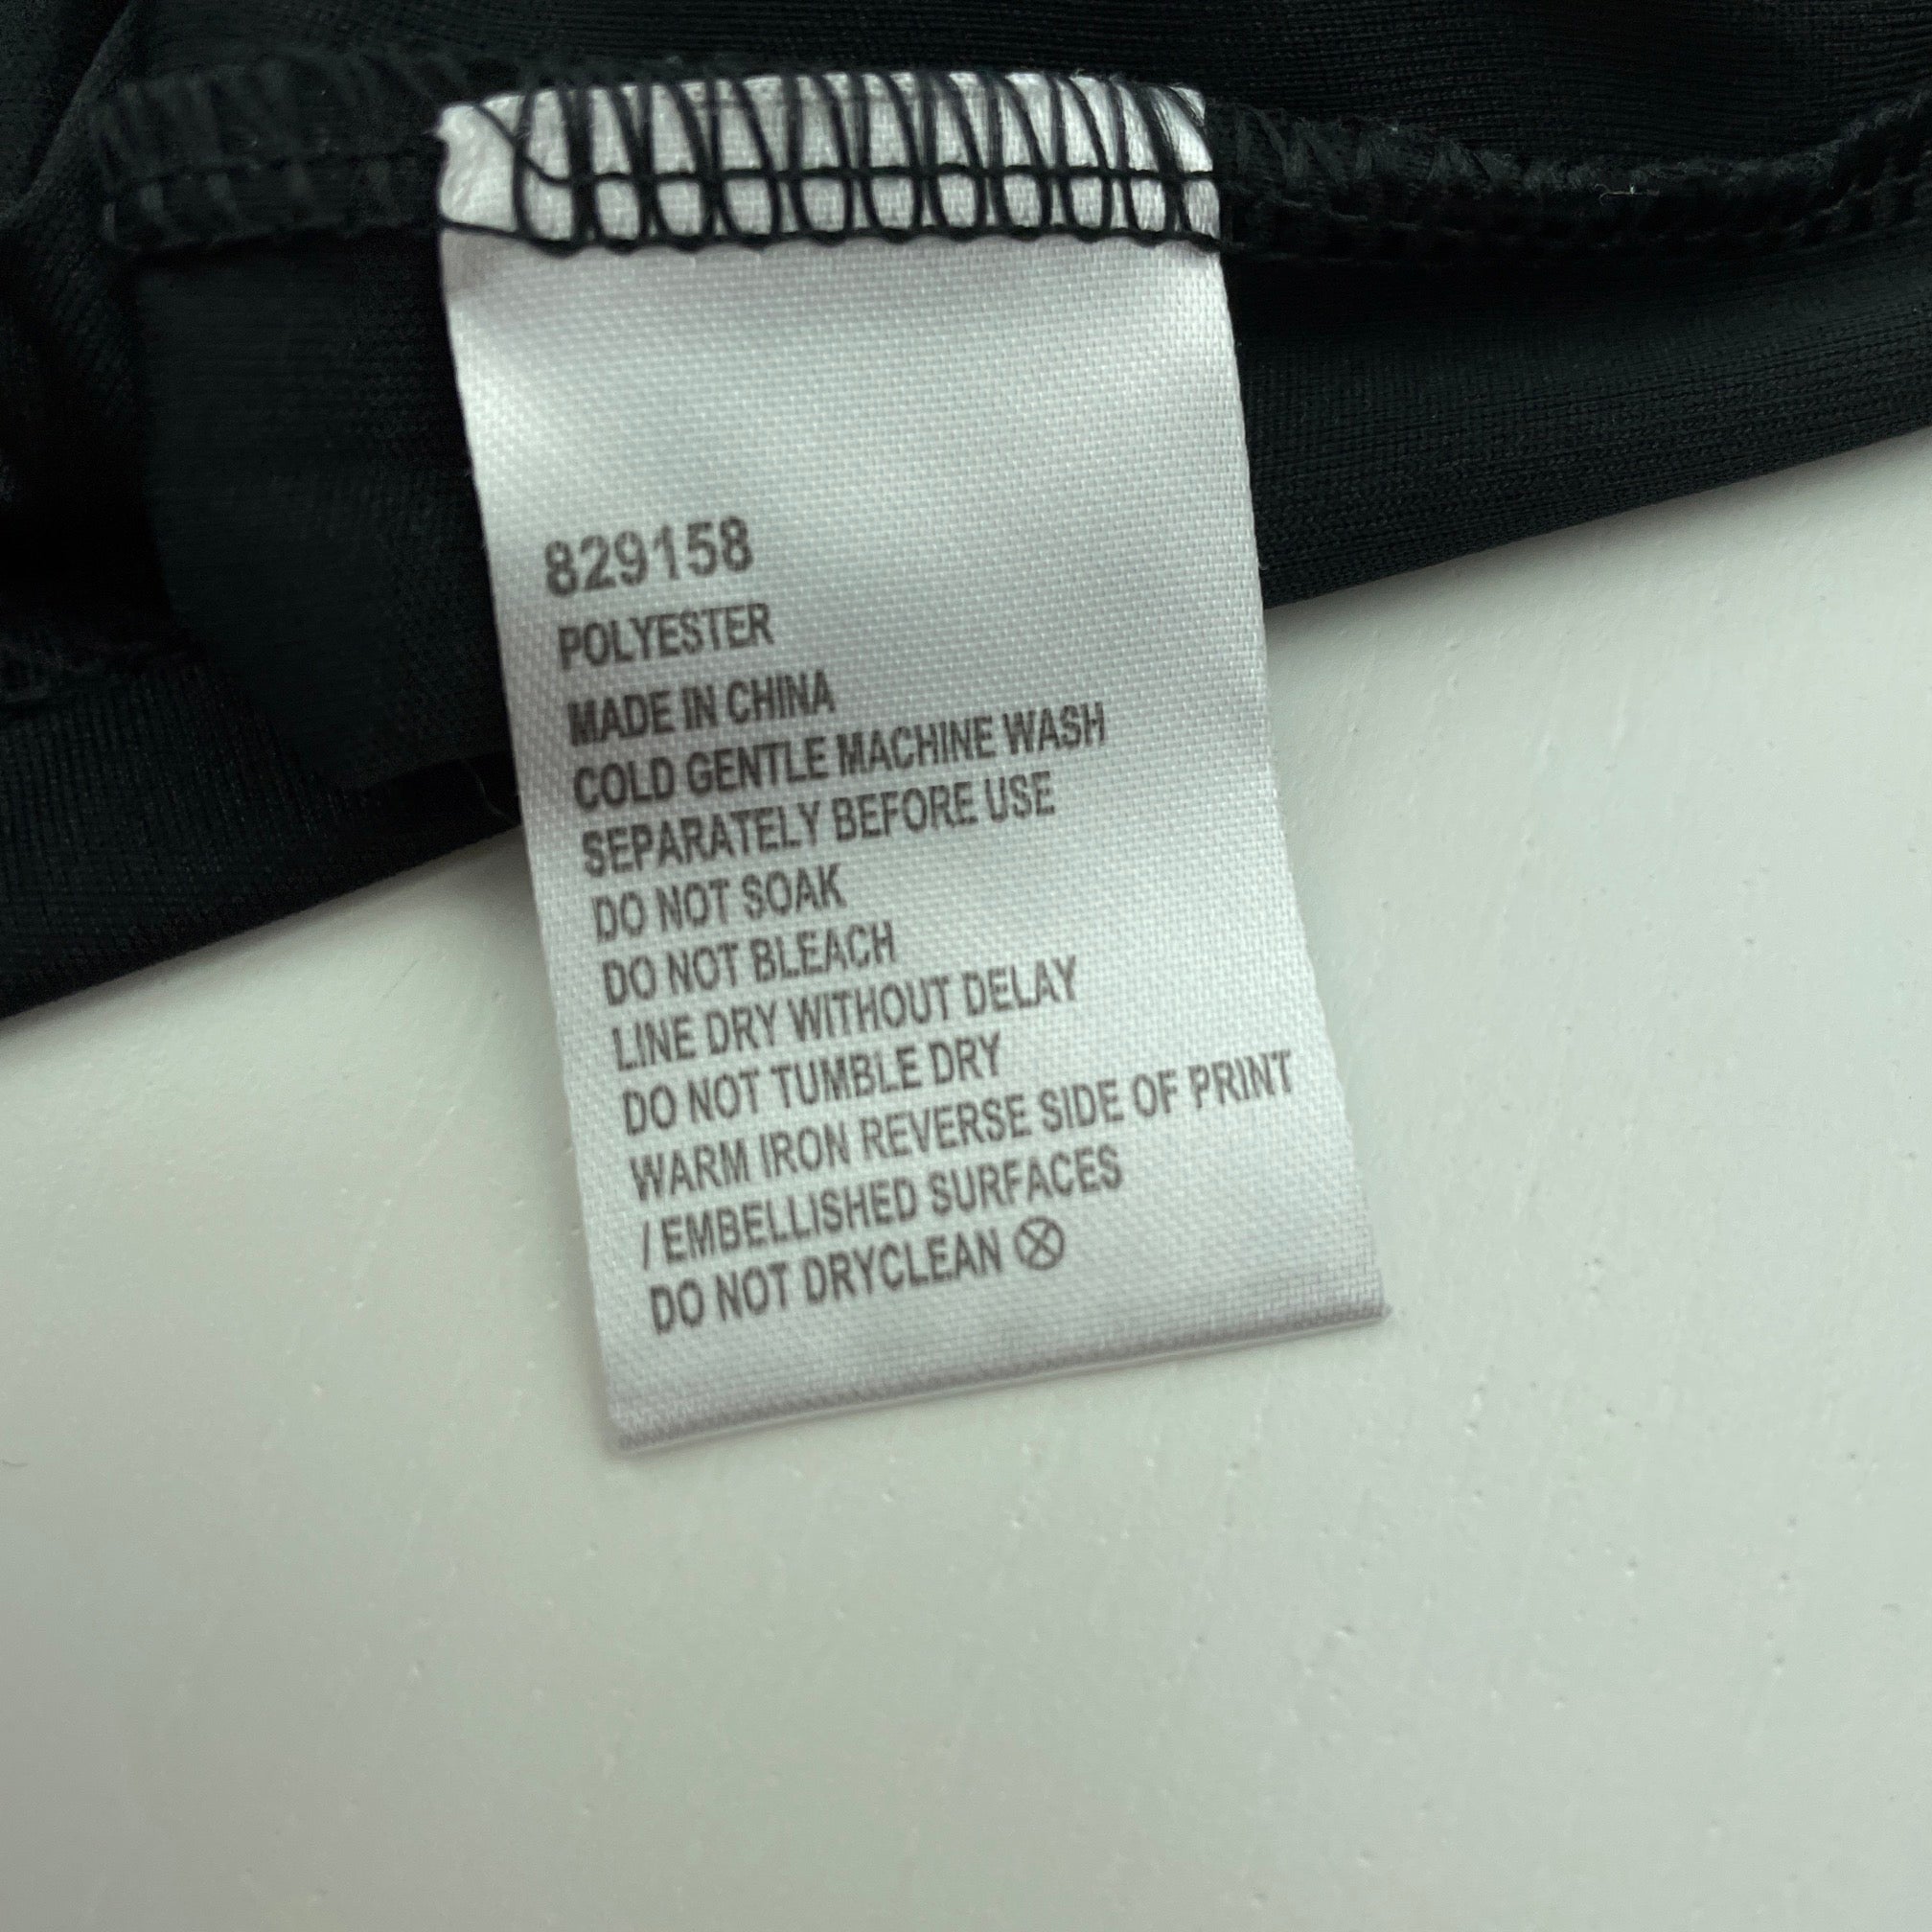 829158
POLYESTER
MADE IN CHINA
COLD GENTLE MACHINE WASH
SEPARATELY BEFORE USE
DO NOT SOAK
DO NOT BLEACH
LINE DRY WITHOUT DELAY
DO NOT TUMBLE DRY
WARM IRON REVERSE SIDE OF PRINT
/ EMBELLISHED SURFACES
DO NOT DRYCLEAN